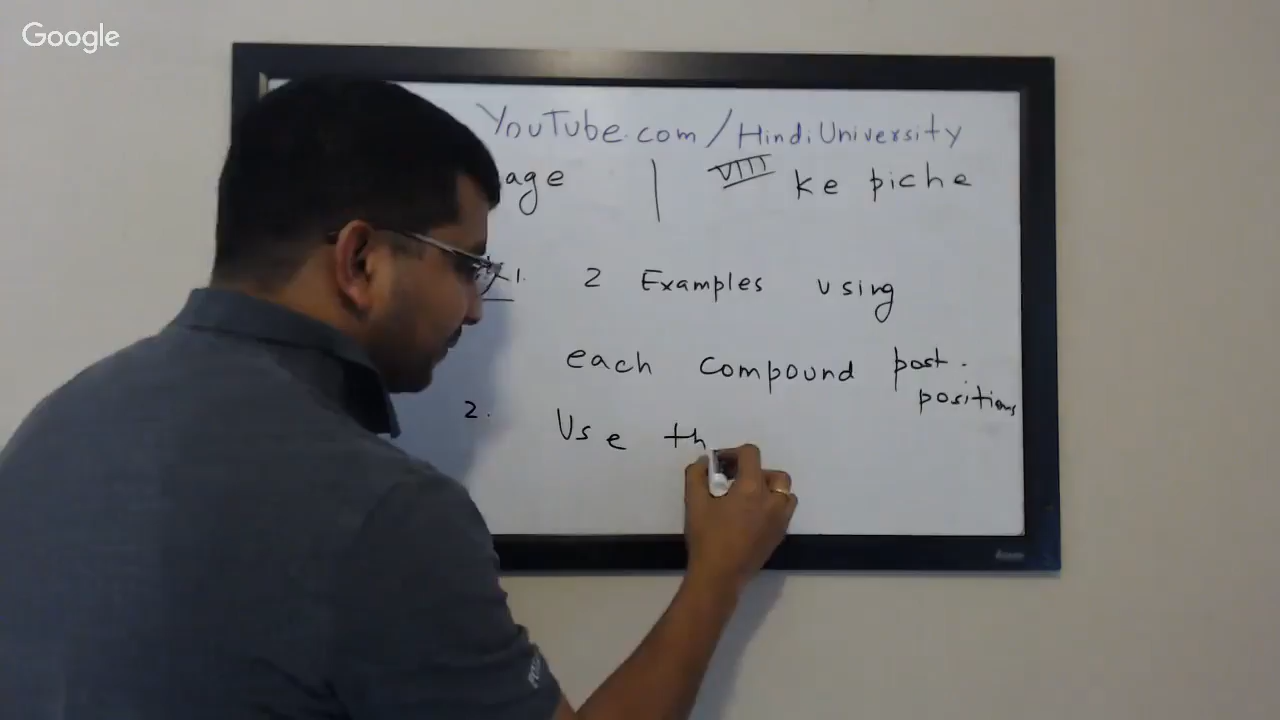 Google
YouTube.com/HindiUniversity
age | VIII ke piche
1. 2 Examples using
each compound post-
positions
2. Use th